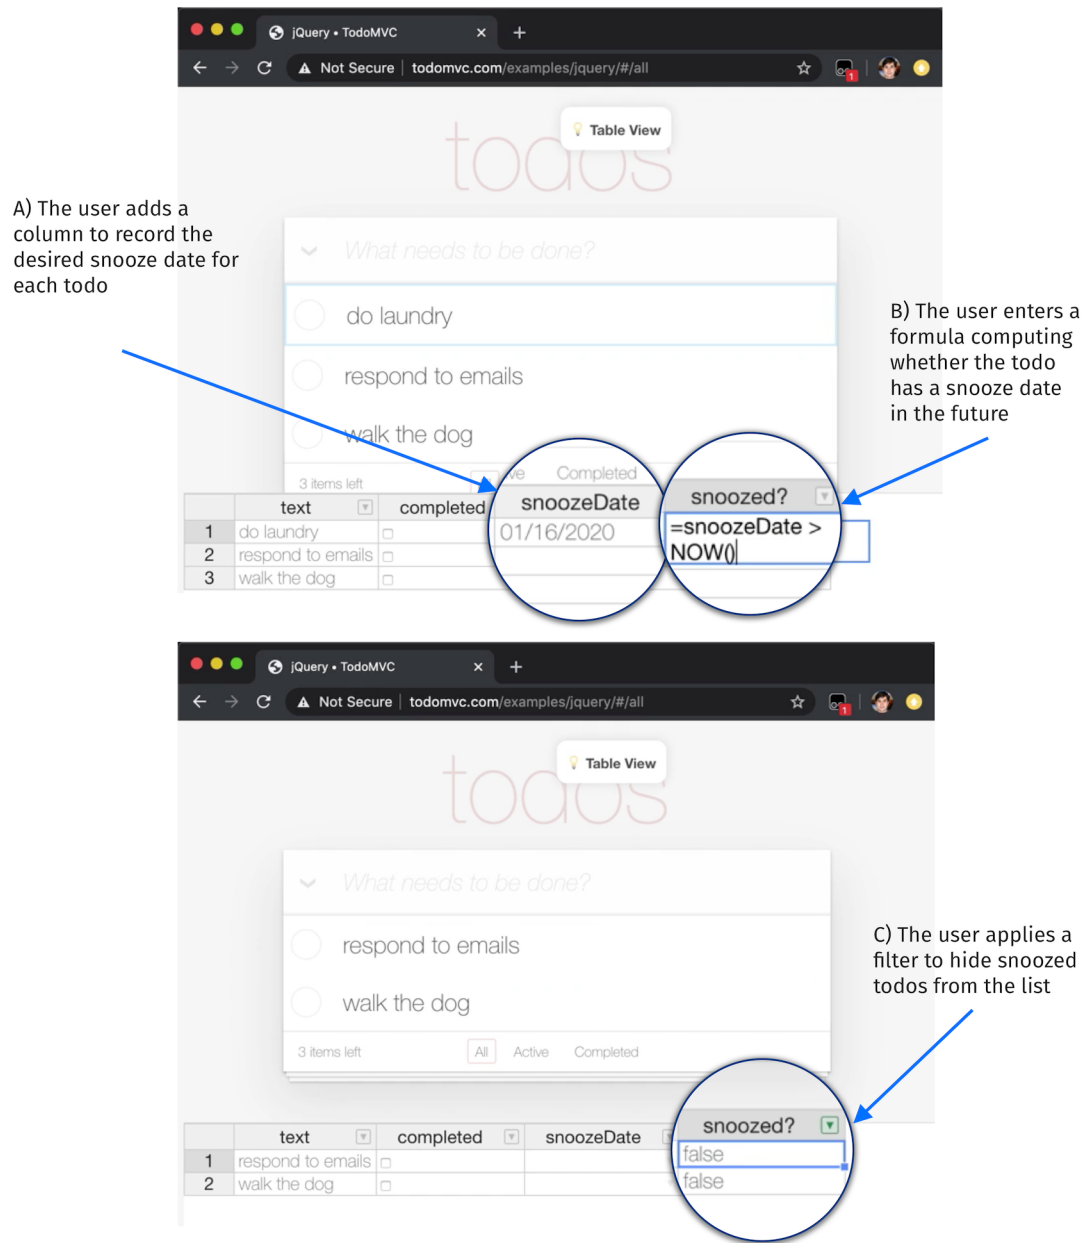 jQuery • TodoMVC
Not Secure | todomvc.com/examples/jquery/#/all
1
Table View
todos
A) The user adds a
column to record the
desired snooze date for
each todo
What needs to be done?
do laundry
B) The user enters a
formula computing
whether the todo
has a snooze date
in the future
respond to emails
walk the dog
3 items left
Completed
text completed snoozeDate snoozed?
1 do laundry 01/16/2020 =snoozeDate >
NOW()
2 respond to emails
3 walk the dog
jQuery • TodoMVC
Not Secure | todomvc.com/examples/jquery/#/all
1
Table View
todos
What needs to be done?
respond to emails
C) The user applies a
filter to hide snoozed
todos from the list
walk the dog
3 items left All Active Completed
text completed snoozeDate snoozed?
1 respond to emails false
2 walk the dog false